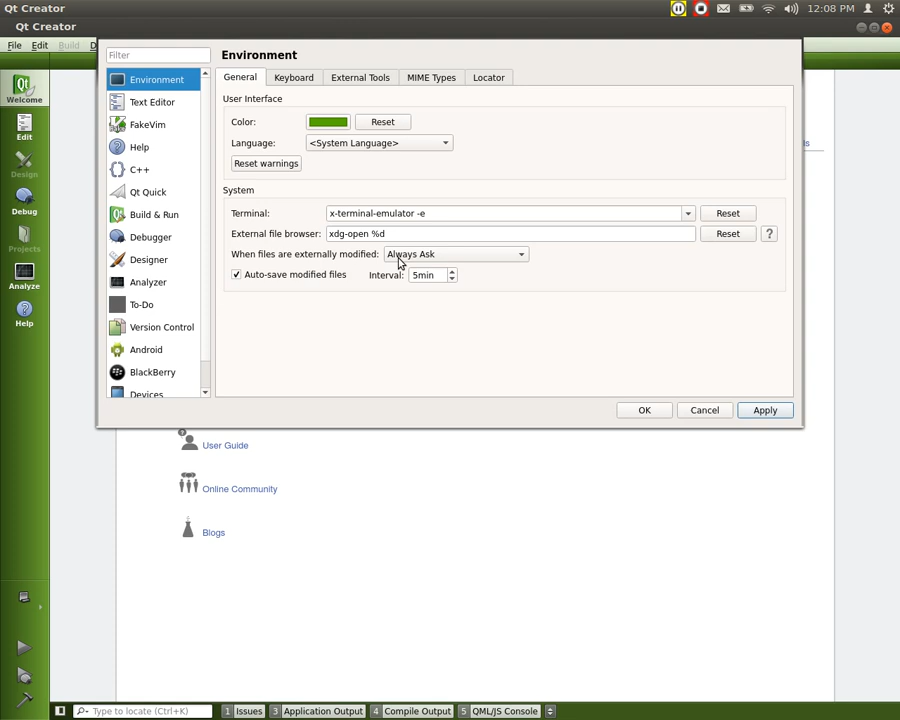 Qt Creator
12:08 PM
Qt Creator
File Edit Build D
Filter
Environment
Text Editor
FakeVim
Help
C++
Qt Quick
Build & Run
Debugger
Designer
Analyzer
To-Do
Version Control
Android
BlackBerry
Devices
Environment
General Keyboard External Tools MIME Types Locator
User Interface
Color: Reset
Language: <System Language>
Reset warnings
System
Terminal: x-terminal-emulator -e Reset
External file browser: xdg-open %d Reset ?
When files are externally modified: Always Ask
Auto-save modified files Interval: 5min
OK Cancel Apply
Qt
Welcome
Edit
Design
Debug
Projects
Analyze
Help
ls
User Guide
Online Community
Blogs
Type to locate (Ctrl+K) 1 Issues 3 Application Output 4 Compile Output 5 QML/JS Console